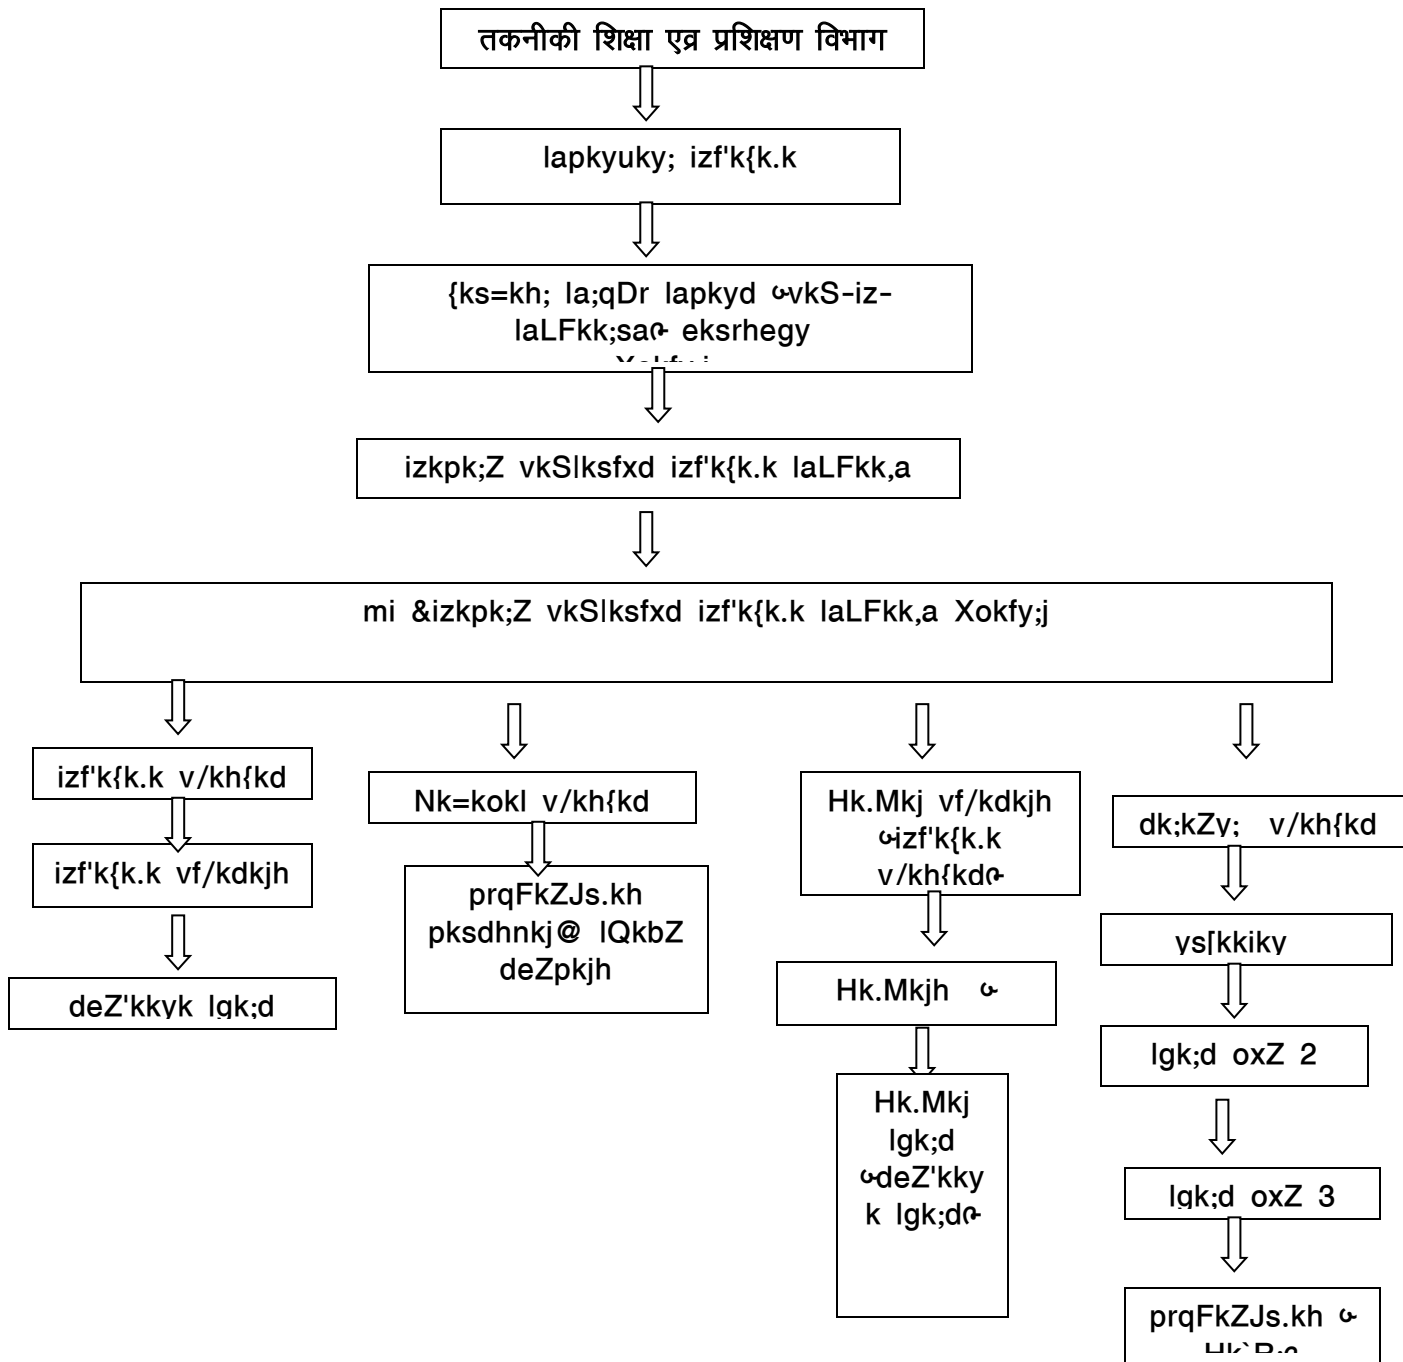 तकनीकी शिक्षा एव्र प्रशिक्षण विभाग
lapkyuky; izf'k{k.k
{ks=kh; la;qDr lapkyd ॰vkS-iz-
laLFkk;sa॰ eksrhegy
izkpk;Z vkS|ksfxd izf'k{k.k laLFkk,a
mi &izkpk;Z vkS|ksfxd izf'k{k.k laLFkk,a Xokfy;j
izf'k{k.k v/kh{kd
izf'k{k.k vf/kdkjh
deZ'kkyk lgk;d
Nk=kokl v/kh{kd
prqFkZJs.kh
pksdhnkj@ lQkbZ
deZpkjh
Hk.Mkj vf/kdkjh
izf'k{k.k
v/kh{kd
Hk.Mkjh
Hk.Mkj
lgk;d
deZ'kky
k lgk;d
dk;kZy; v/kh{kd
ys[kkiky
lgk;d oxZ 2
lgk;d oxZ 3
prqFkZJs.kh